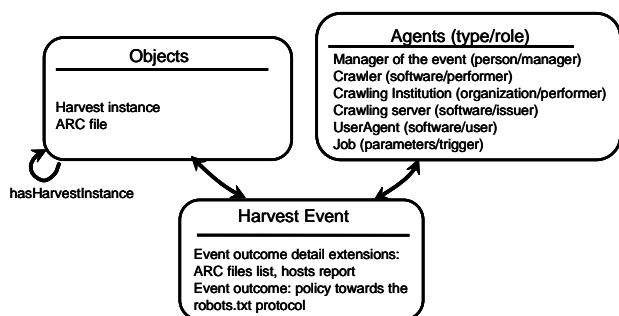 Objects
Harvest instance
ARC file
hasHarvestInstance
Agents (type/role)
Manager of the event (person/manager)
Crawler (software/performer)
Crawling Institution (organization/performer)
Crawling server (software/issuer)
UserAgent (software/user)
Job (parameters/trigger)
Harvest Event
Event outcome detail extensions:
ARC files list, hosts report
Event outcome: policy towards the
robots.txt protocol